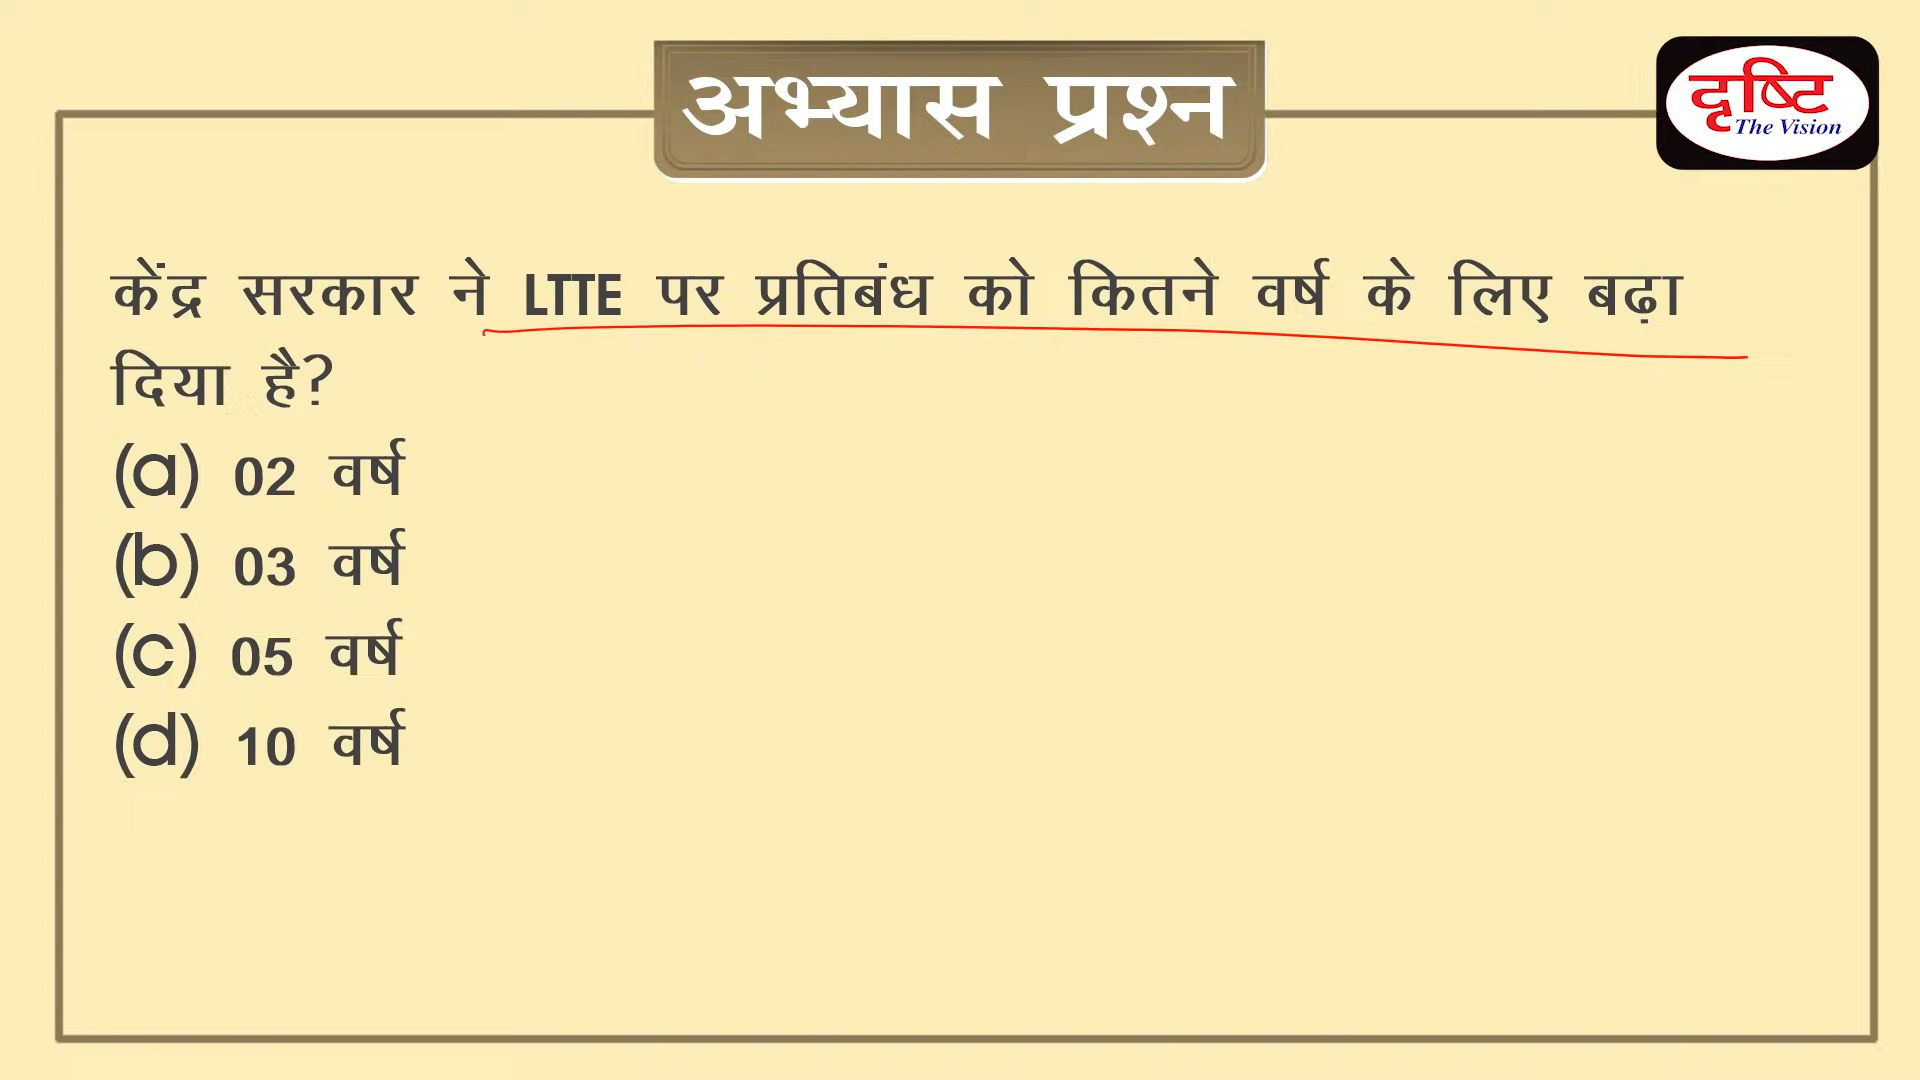 अभ्यास प्रश्न
दृष्टि
The Vision
केंद्र सरकार ने LTTE पर प्रतिबंध को कितने वर्ष के लिए बढ़ा
दिया है?
(a) 02 वर्ष
(b) 03 वर्ष
(c) 05 वर्ष
(d) 10 वर्ष